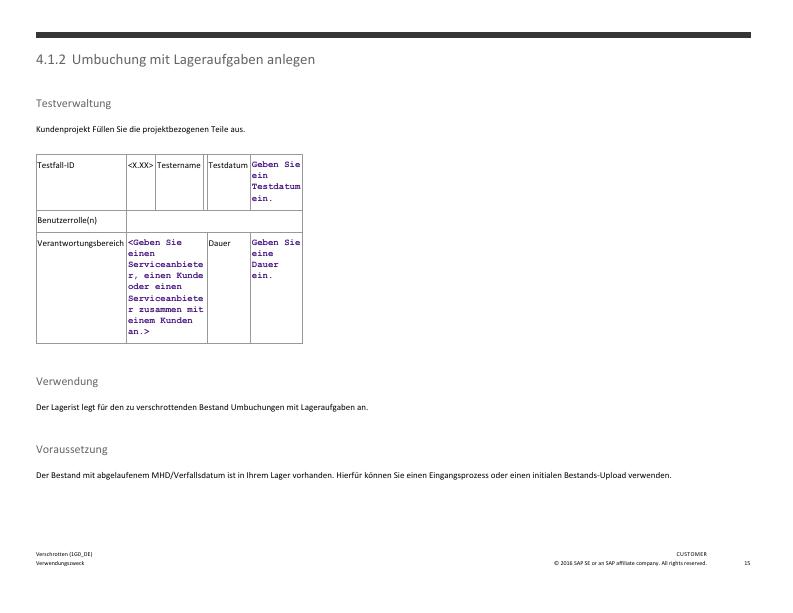 4.1.2 Umbuchung mit Lageraufgaben anlegen
Testverwaltung
Kundenprojekt Füllen Sie die projektbezogenen Teile aus.
Testfall-ID <X.XX> Testername Testdatum Geben Sie
ein
Testdatum
ein.
Benutzerrolle(n)
Verantwortungsbereich <Geben Sie Dauer Geben Sie
einen eine
Serviceanbiete Dauer
r, einen Kunde ein.
oder einen
Serviceanbiete
r zusammen mit
einem Kunden
an.>
Verwendung
Der Lagerist legt für den zu verschrottenden Bestand Umbuchungen mit Lageraufgaben an.
Voraussetzung
Der Bestand mit abgelaufenem MHD/Verfallsdatum ist in Ihrem Lager vorhanden. Hierfür können Sie einen Eingangsprozess oder einen initialen Bestands-Upload verwenden.
Verschrotten (1G0_DE) CUSTOMER
Verwendungszweck © 2016 SAP SE or an SAP affiliate company. All rights reserved. 15